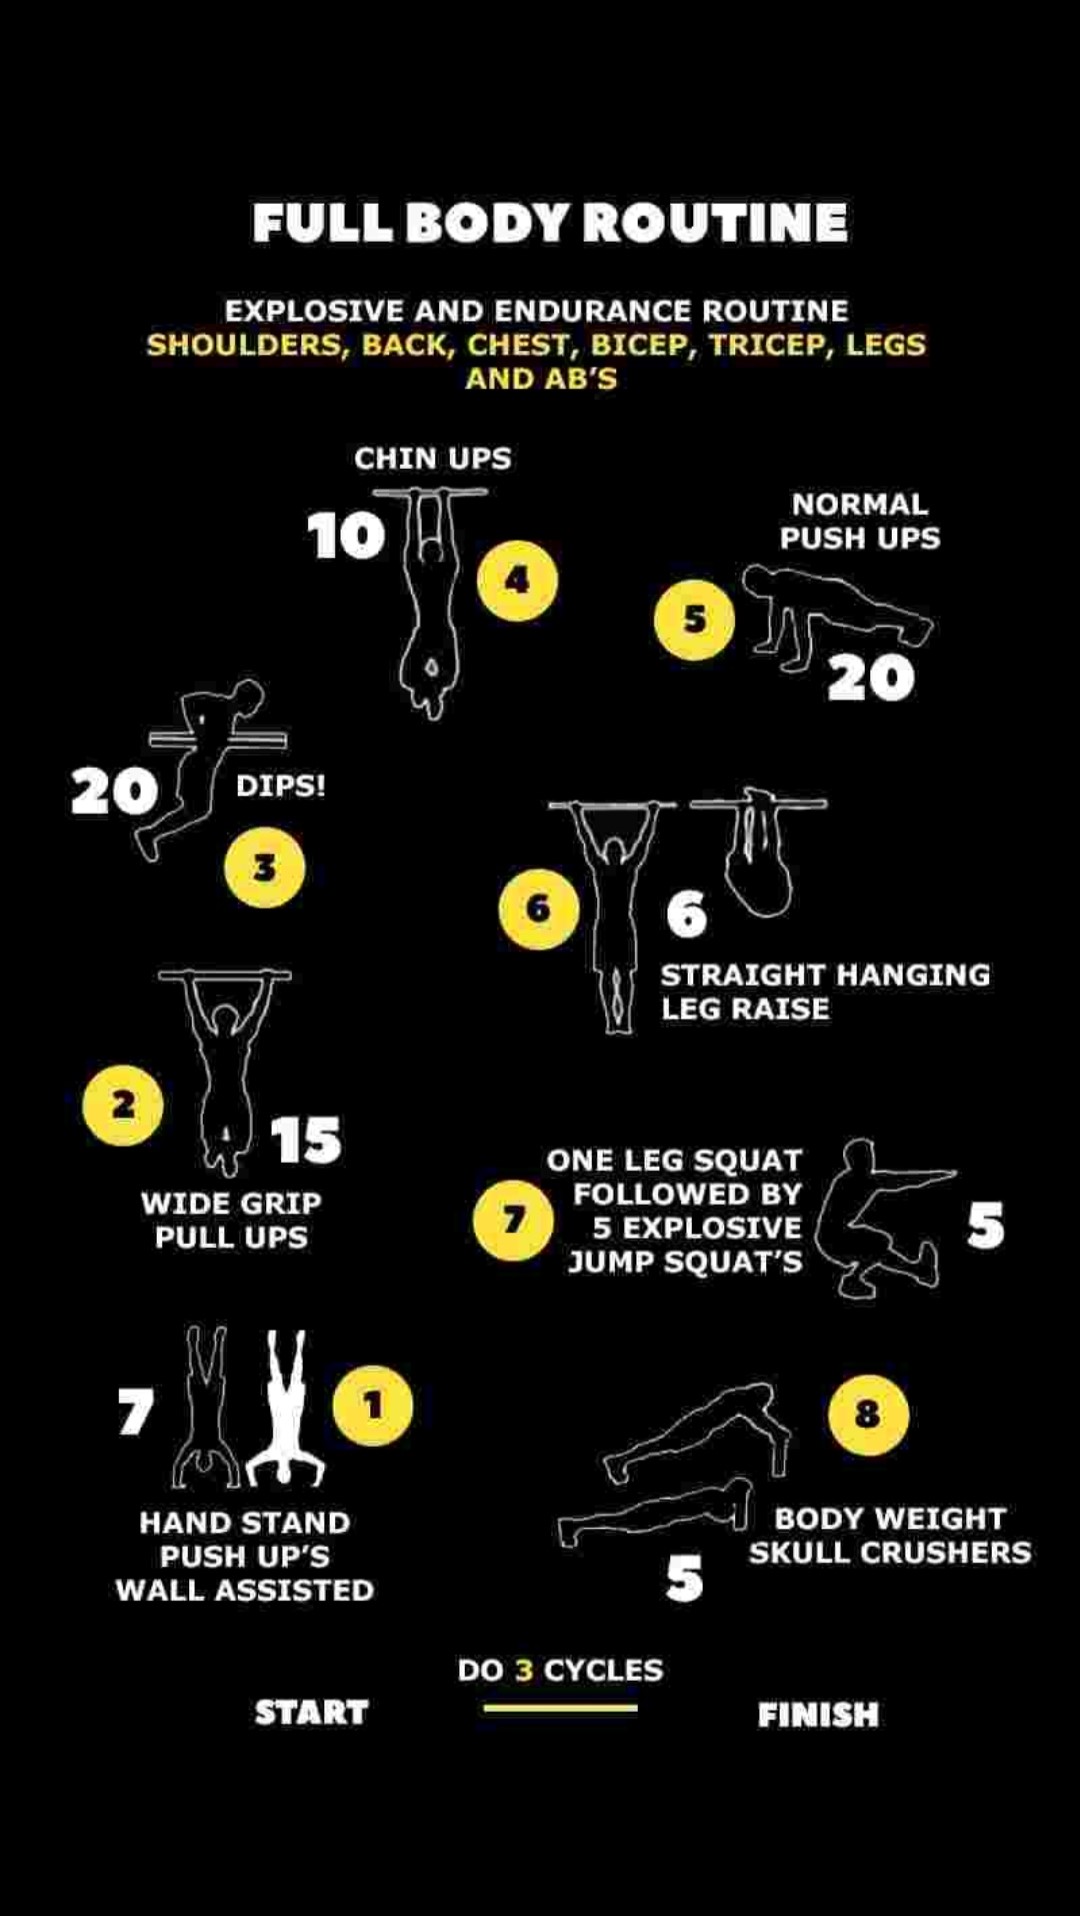 FULL BODY ROUTINE
EXPLOSIVE AND ENDURANCE ROUTINE
SHOULDERS, BACK, CHEST, BICEP, TRICEP, LEGS
AND AB'S
CHIN UPS
10
4
NORMAL
PUSH UPS
5
20
20
DIPS!
3
6
6
STRAIGHT HANGING
LEG RAISE
2
15
WIDE GRIP
PULL UPS
ONE LEG SQUAT
FOLLOWED BY
5 EXPLOSIVE
JUMP SQUAT'S
7
5
7
1
HAND STAND
PUSH UP'S
WALL ASSISTED
8
BODY WEIGHT
SKULL CRUSHERS
5
DO 3 CYCLES
START
FINISH